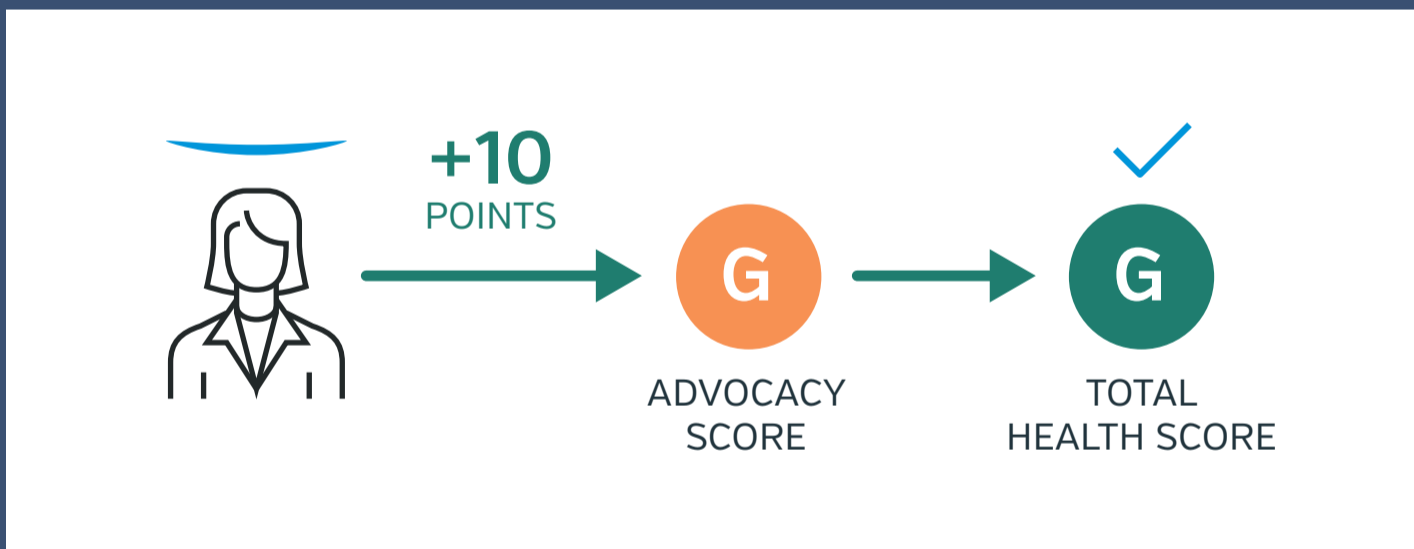 +10
POINTS
G
G
ADVOCACY
SCORE
TOTAL
HEALTH SCORE